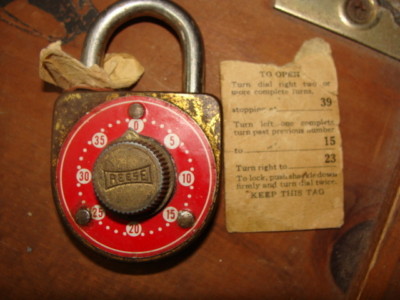 REESE
0
5
10
15
20
25
30
35
TO OPEN
Turn dial right two or
more complete turns,
stopping at 39
Turn left one complete
turn past previous number
to 15
Turn right to 23
To lock, push shackle down
firmly and turn dial twice.
"KEEP THIS TAG